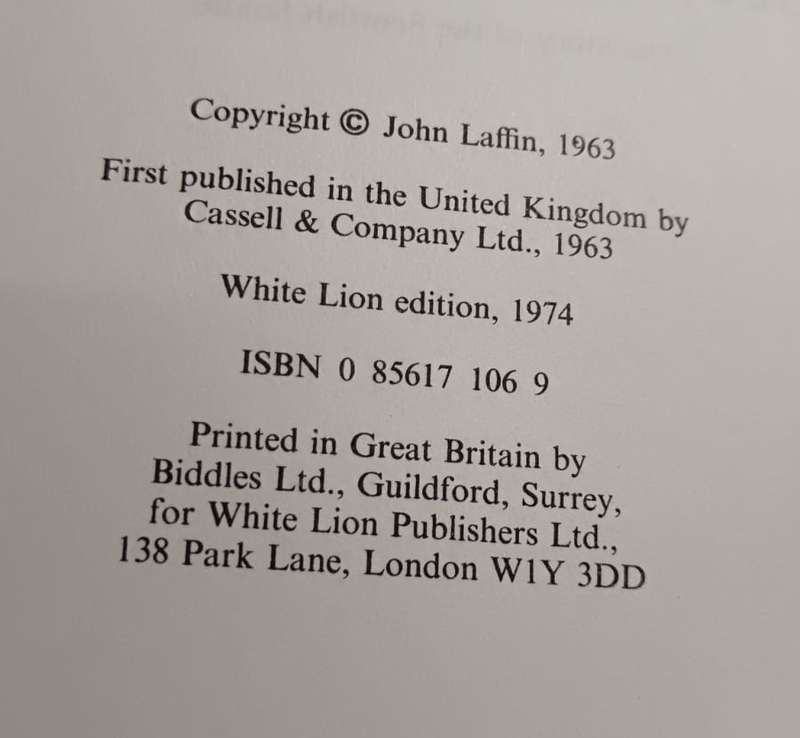 Copyright © John Laffin, 1963
First published in the United Kingdom by
Cassell & Company Ltd., 1963
White Lion edition, 1974
ISBN 0 85617 106 9
Printed in Great Britain by
Biddles Ltd., Guildford, Surrey,
for White Lion Publishers Ltd.,
138 Park Lane, London W1Y 3DD